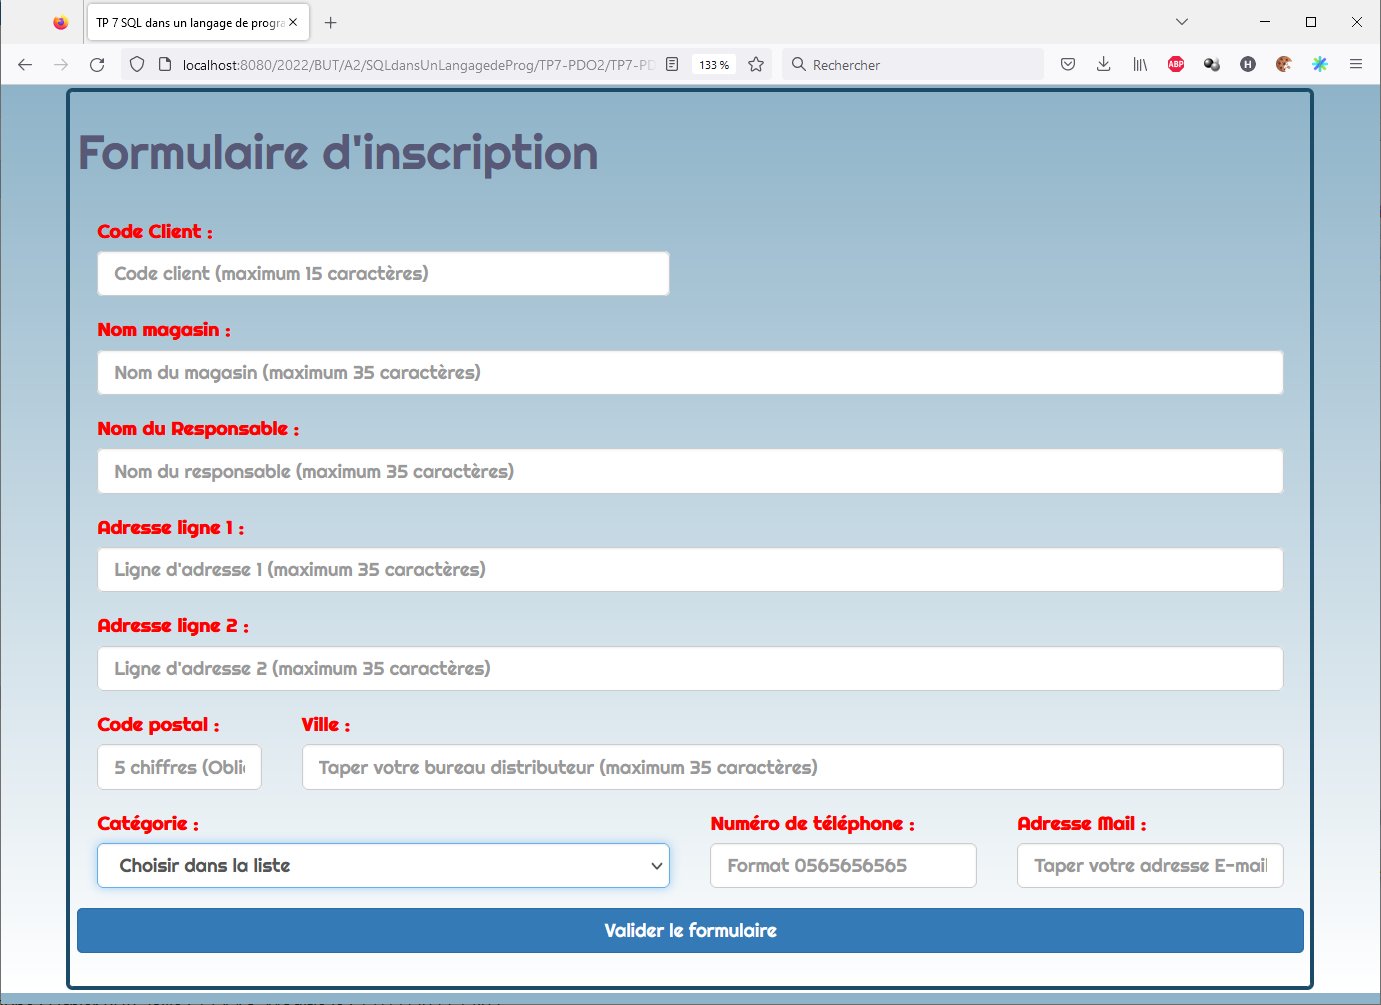 TP 7 SQL dans un langage de progra
localhost:8080/2022/BUT/A2/SQLdansUnLangagedeProg/TP7-PDO2/TP7-PD
133 %
Rechercher
ABP
H
Formulaire d'inscription
Code Client :
Code client (maximum 15 caractères)
Nom magasin :
Nom du magasin (maximum 35 caractères)
Nom du Responsable :
Nom du responsable (maximum 35 caractères)
Adresse ligne 1 :
Ligne d'adresse 1 (maximum 35 caractères)
Adresse ligne 2 :
Ligne d'adresse 2 (maximum 35 caractères)
Code postal : Ville :
5 chiffres (Obli Taper votre bureau distributeur (maximum 35 caractères)
Catégorie : Numéro de téléphone : Adresse Mail :
Choisir dans la liste Format 0565656565 Taper votre adresse E-mail
Valider le formulaire